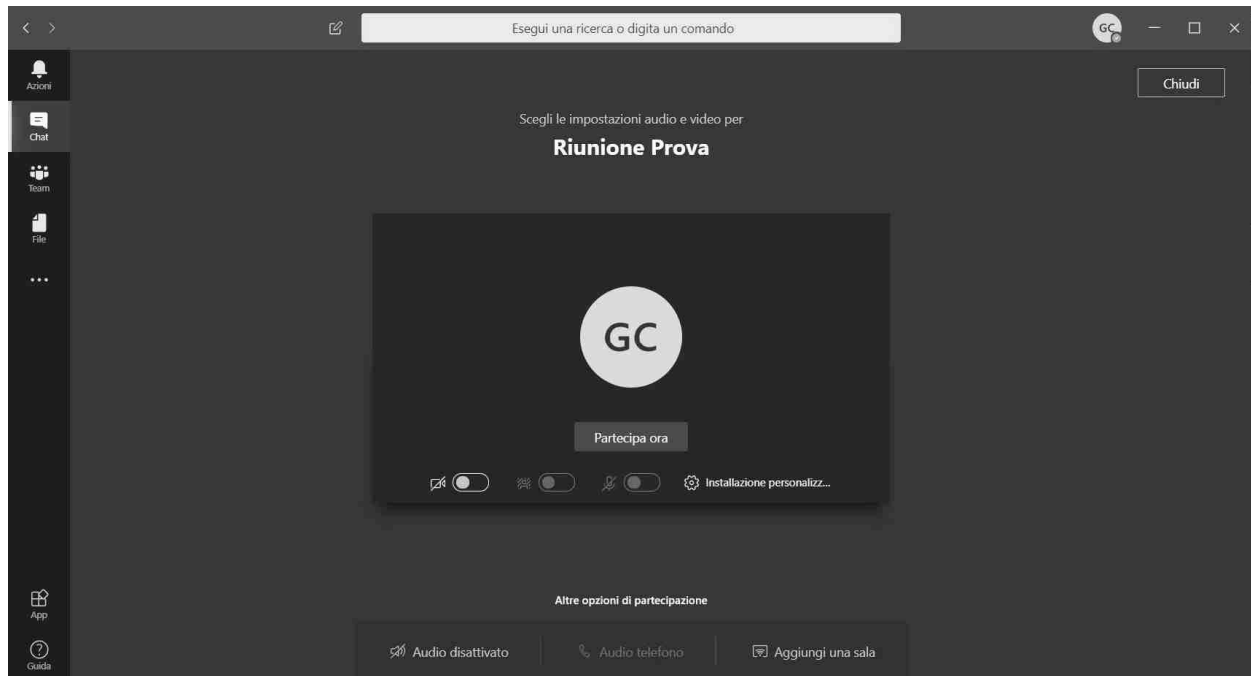 Esegui una ricerca o digita un comando
GC
Azioni
Chat
Team
File
App
Guida
Chiudi
Scegli le impostazioni audio e video per
Riunione Prova
GC
Partecipa ora
Installazione personalizz...
Altre opzioni di partecipazione
Audio disattivato
Audio telefono
Aggiungi una sala